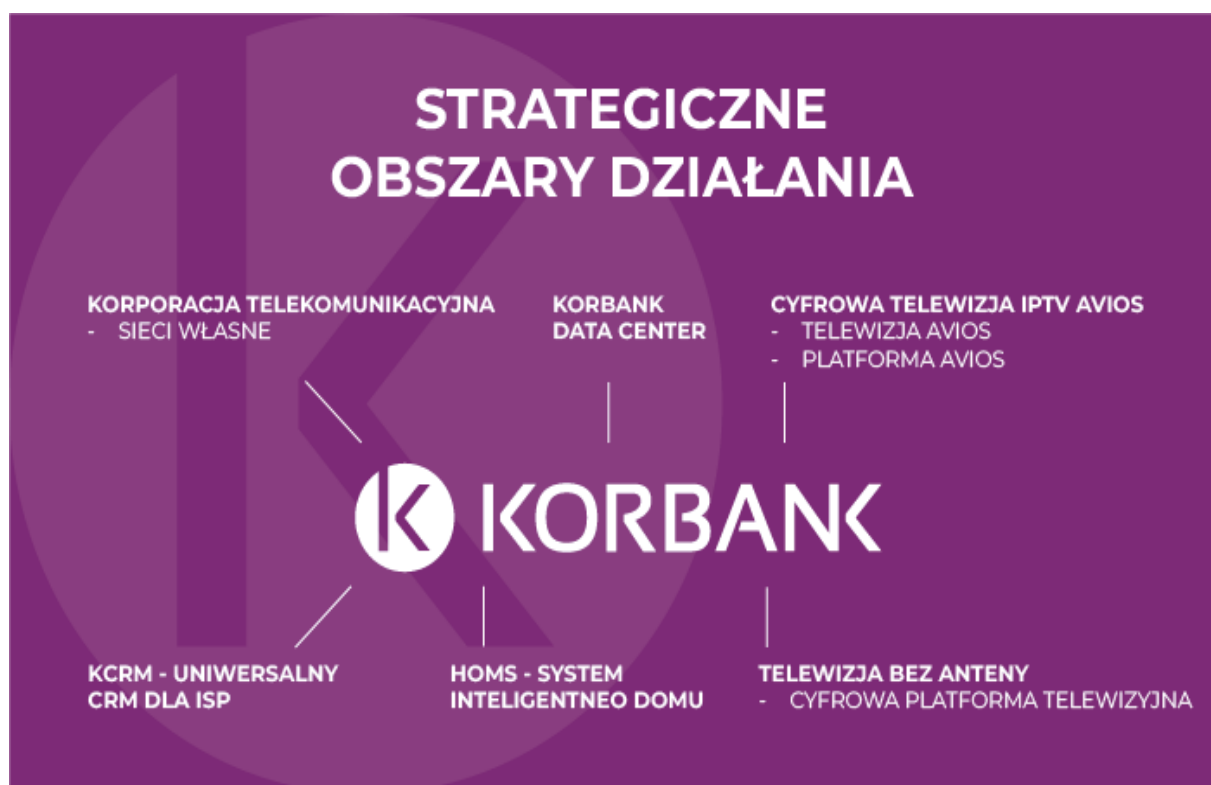 STRATEGICZNE
OBSZARY DZIAŁANIA
KORPORACJA TELEKOMUNIKACYJNA
- SIECI WŁASNE
KORBANK
DATA CENTER
CYFROWA TELEWIZJA IPTV AVIOS
- TELEWIZJA AVIOS
- PLATFORMA AVIOS
KORBANK
KCRM - UNIWERSALNY
CRM DLA ISP
HOMS - SYSTEM
INTELIGENTNEO DOMU
TELEWIZJA BEZ ANTENY
- CYFROWA PLATFORMA TELEWIZYJNA